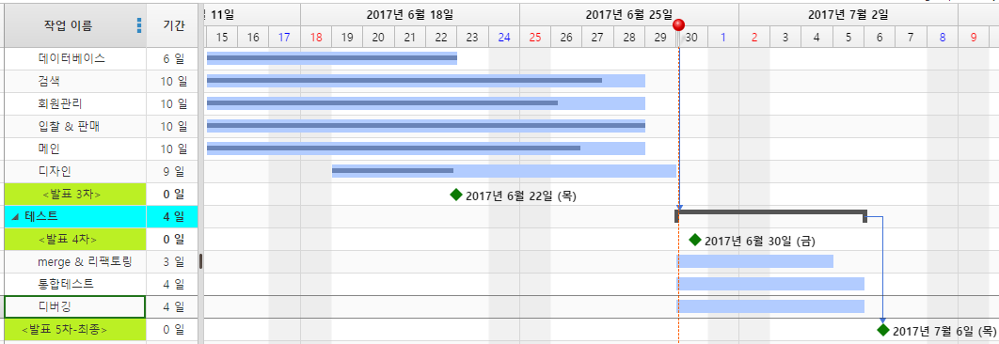 작업 이름 기간 11일 2017년 6월 18일 2017년 6월 25일 2017년 7월 2일
15 16 17 18 19 20 21 22 23 24 25 26 27 28 29 30 1 2 3 4 5 6 7 8 9
데이터베이스 6 일
검색 10 일
회원관리 10 일
입찰 & 판매 10 일
메인 10 일
디자인 9 일
<발표 3차> 0 일 2017년 6월 22일 (목)
테스트 4 일
<발표 4차> 0 일 2017년 6월 30일 (금)
merge & 리팩토링 3 일
통합테스트 4 일
디버깅 4 일
<발표 5차-최종> 0 일 2017년 7월 6일 (목)